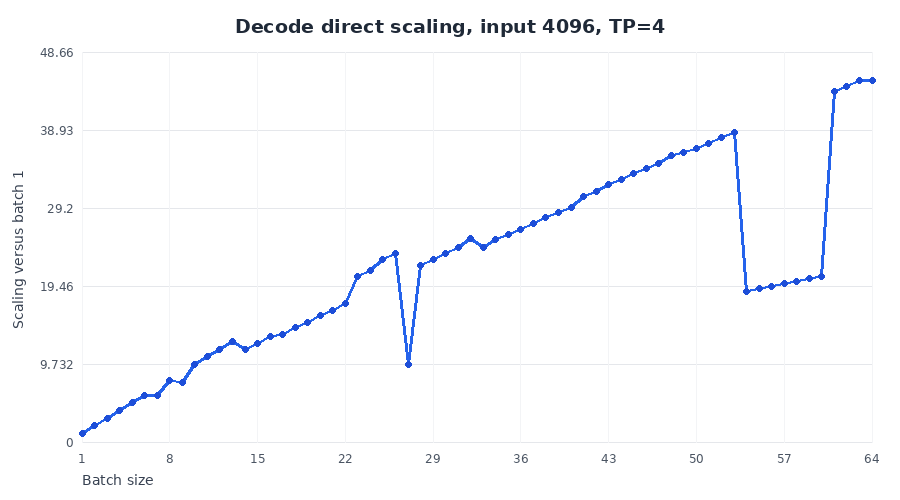 Decode direct scaling, input 4096, TP=4
48.66
38.93
29.2
19.46
9.732
0
Scaling versus batch 1
1 8 15 22 29 36 43 50 57 64
Batch size